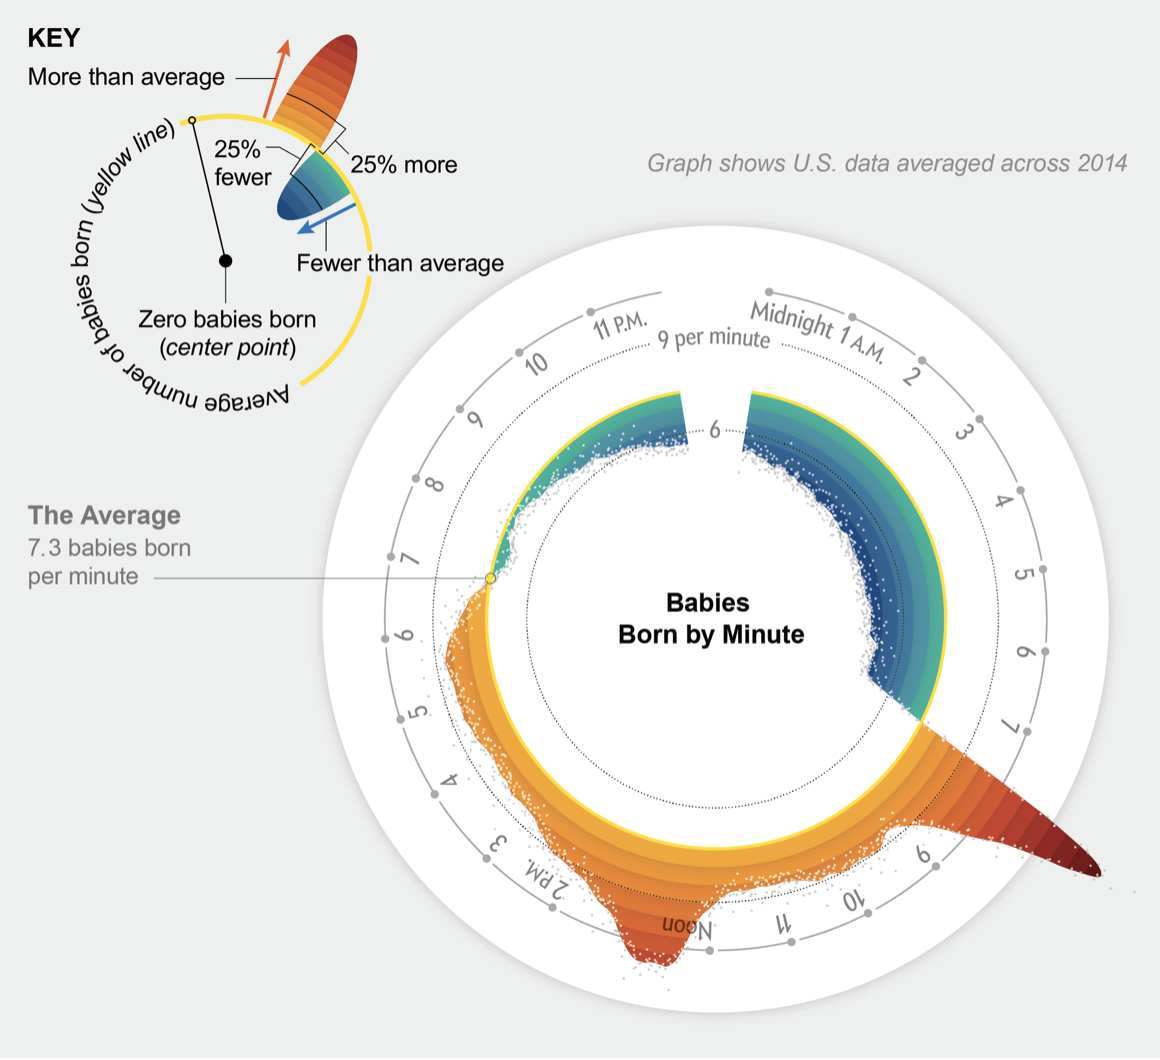 KEY
More than average
25%
fewer
25% more
Fewer than average
Zero babies born
(center point)
Average number of babies born (yellow line)
Graph shows U.S. data averaged across 2014
Midnight
1 A.M.
2
3
4
5
6
7
9
10
11
Noon
2 P.M.
3
4
5
6
7
8
9
10
11 P.M.
9 per minute
6
The Average
7.3 babies born
per minute
Babies
Born by Minute